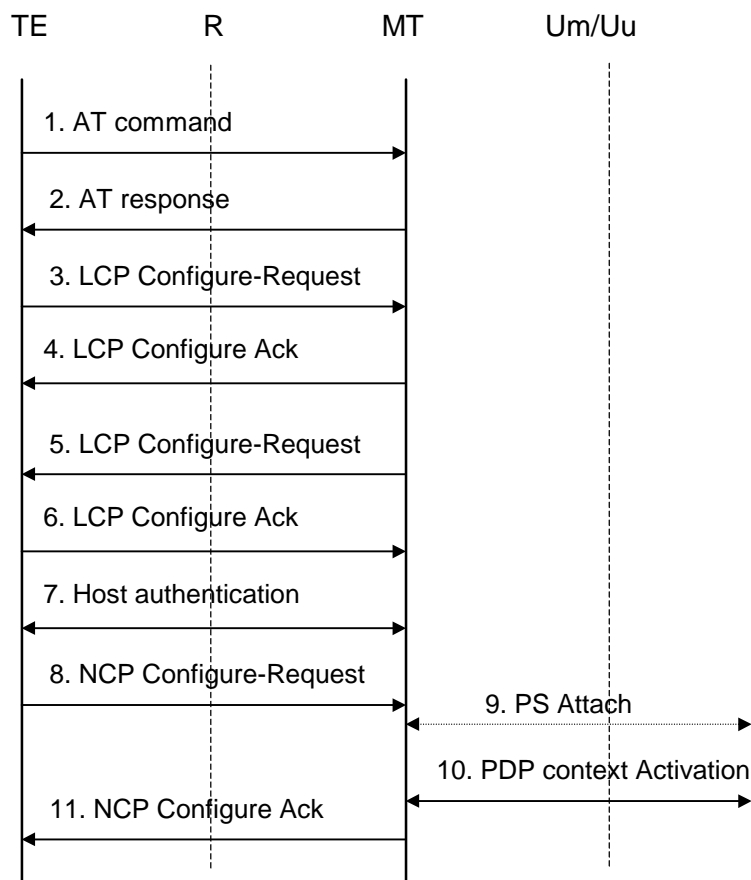 TE R MT Um/Uu
1. AT command
2. AT response
3. LCP Configure-Request
4. LCP Configure Ack
5. LCP Configure-Request
6. LCP Configure Ack
7. Host authentication
8. NCP Configure-Request
9. PS Attach
10. PDP context Activation
11. NCP Configure Ack